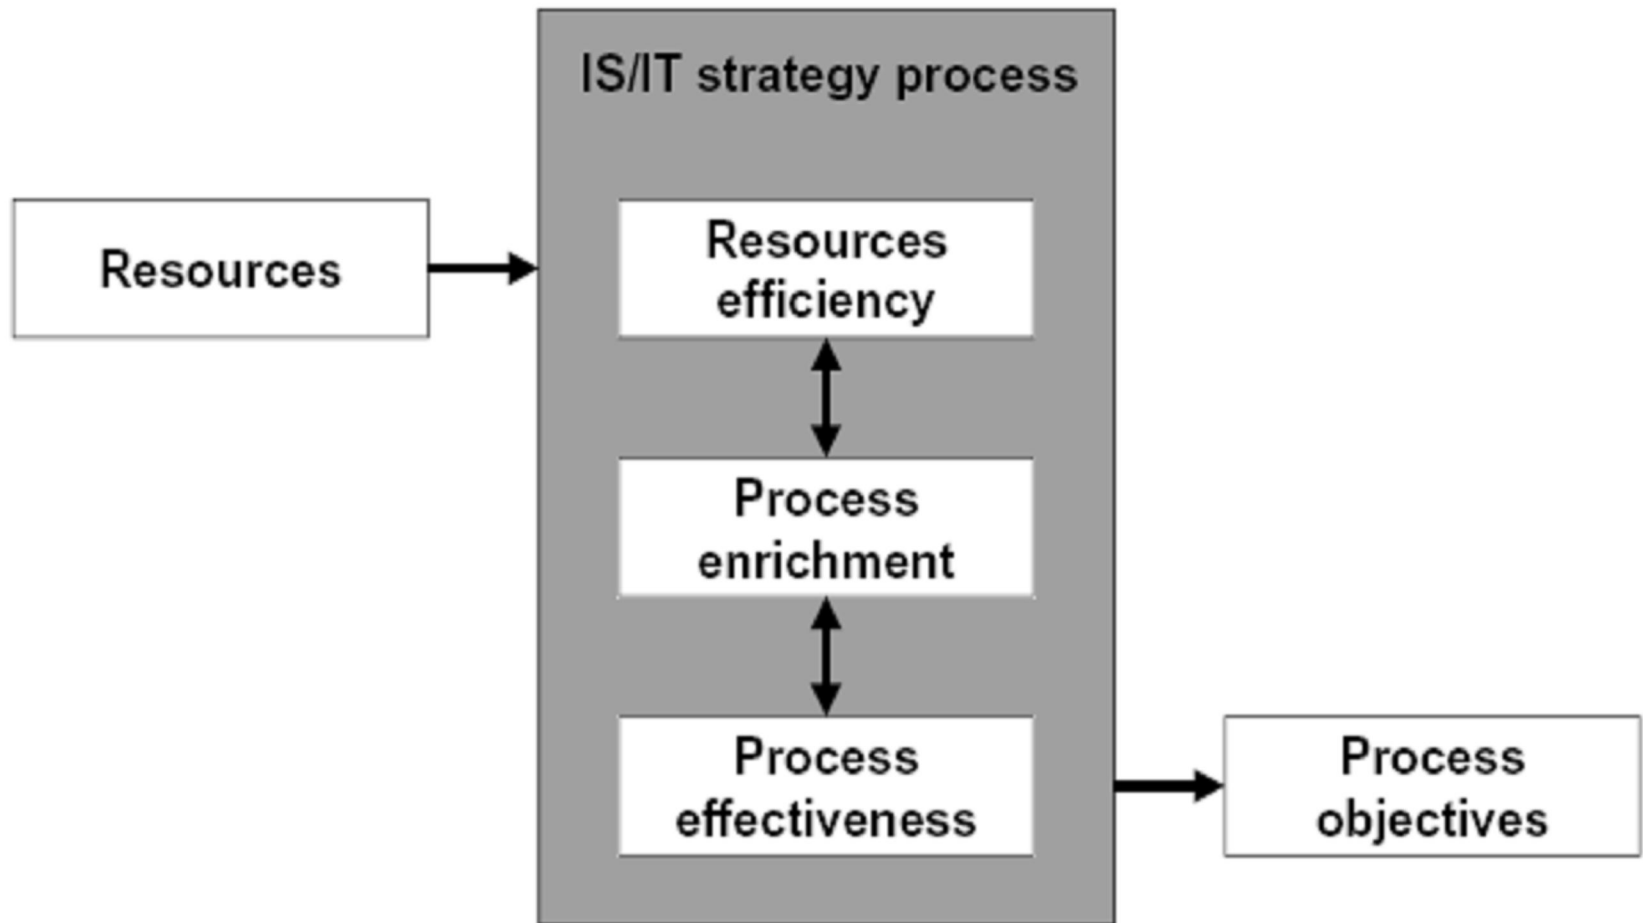 IS/IT strategy process
Resources
Resources
efficiency
Process
enrichment
Process
effectiveness
Process
objectives